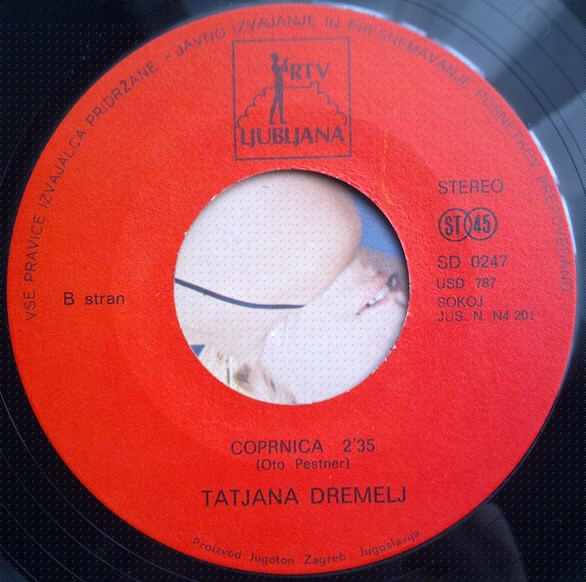 VSE PRAVICE IZVAJALCA PRIDRŽANE - JAVNO IZVAJANJE IN PRESNEMAVANJE POSNETKOV PREPOVEDANO
RTV
LJUBLJANA
STEREO
ST 45
SD 0247
USD 787
SOKOJ
JUS. N. N4 201
B stran
COPRNICA 2'35
(Oto Pestner)
TATJANA DREMELJ
Proizvod Jugoton Zagreb, Jugoslavija